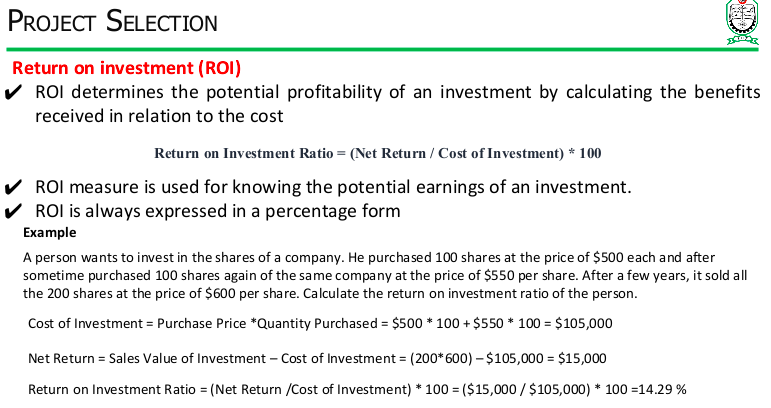 PROJECT SELECTION
Return on investment (ROI)
✔ ROI determines the potential profitability of an investment by calculating the benefits
received in relation to the cost
Return on Investment Ratio = (Net Return / Cost of Investment) * 100
✔ ROI measure is used for knowing the potential earnings of an investment.
✔ ROI is always expressed in a percentage form
Example
A person wants to invest in the shares of a company. He purchased 100 shares at the price of $500 each and after
sometime purchased 100 shares again of the same company at the price of $550 per share. After a few years, it sold all
the 200 shares at the price of $600 per share. Calculate the return on investment ratio of the person.
Cost of Investment = Purchase Price *Quantity Purchased = $500 * 100 + $550 * 100 = $105,000
Net Return = Sales Value of Investment – Cost of Investment = (200*600) – $105,000 = $15,000
Return on Investment Ratio = (Net Return /Cost of Investment) * 100 = ($15,000 / $105,000) * 100 =14.29 %